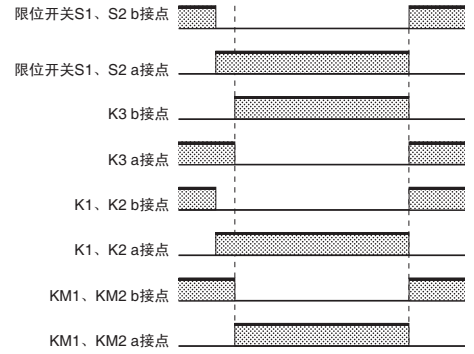 限位开关S1、S2 b接点
限位开关S1、S2 a接点
K3 b接点
K3 a接点
K1、K2 b接点
K1、K2 a接点
KM1、KM2 b接点
KM1、KM2 a接点